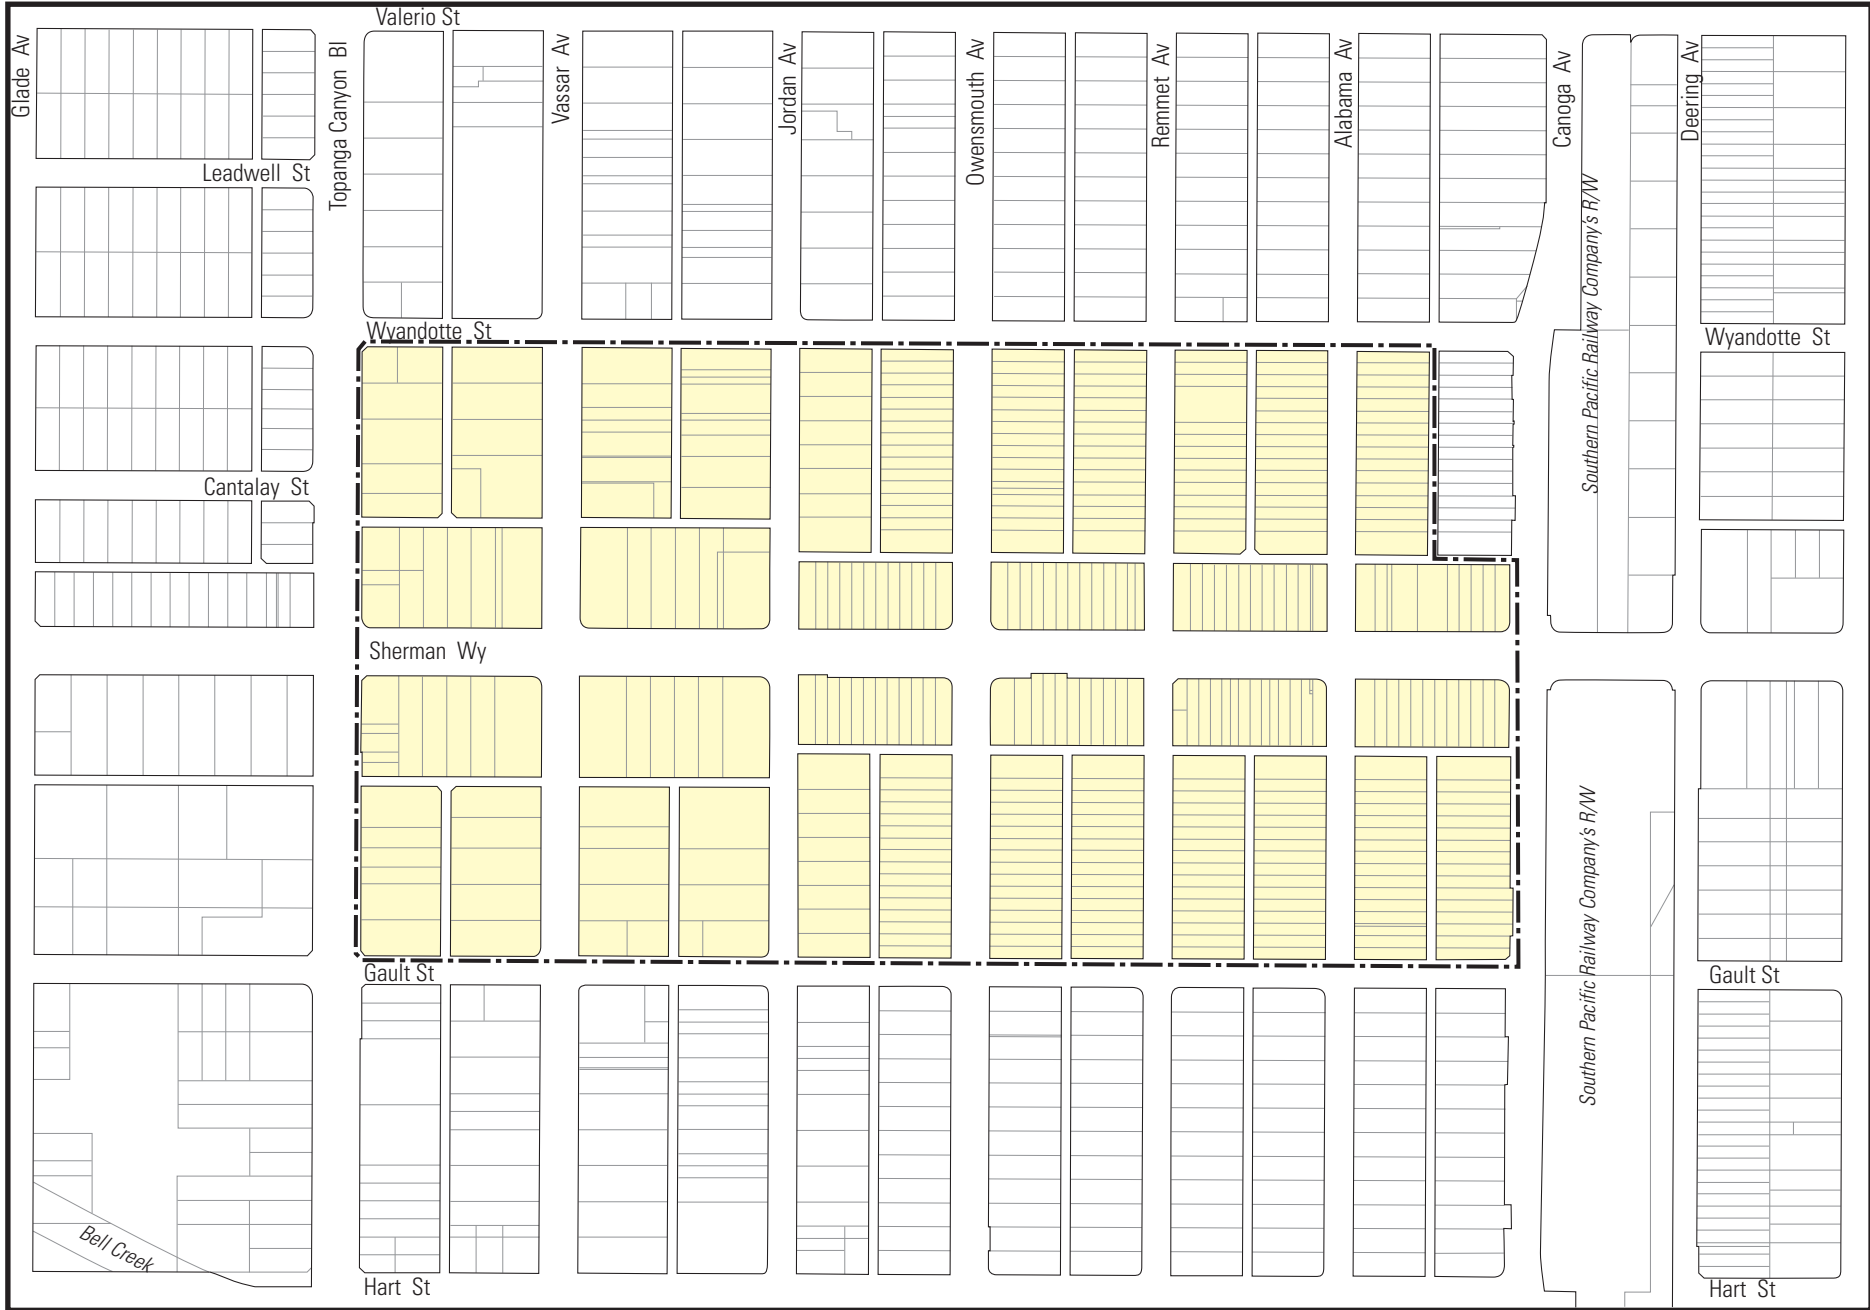 Valerio St
Glade Av
Topanga Canyon Bl
Vassar Av
Jordan Av
Owensmouth Av
Remmet Av
Alabama Av
Canoga Av
Deering Av
Leadwell St
Southern Pacific Railway Company's R/W
Wyandotte St
Wyandotte St
Cantalay St
Sherman Wy
Southern Pacific Railway Company's R/W
Gault St
Gault St
Bell Creek
Hart St
Hart St